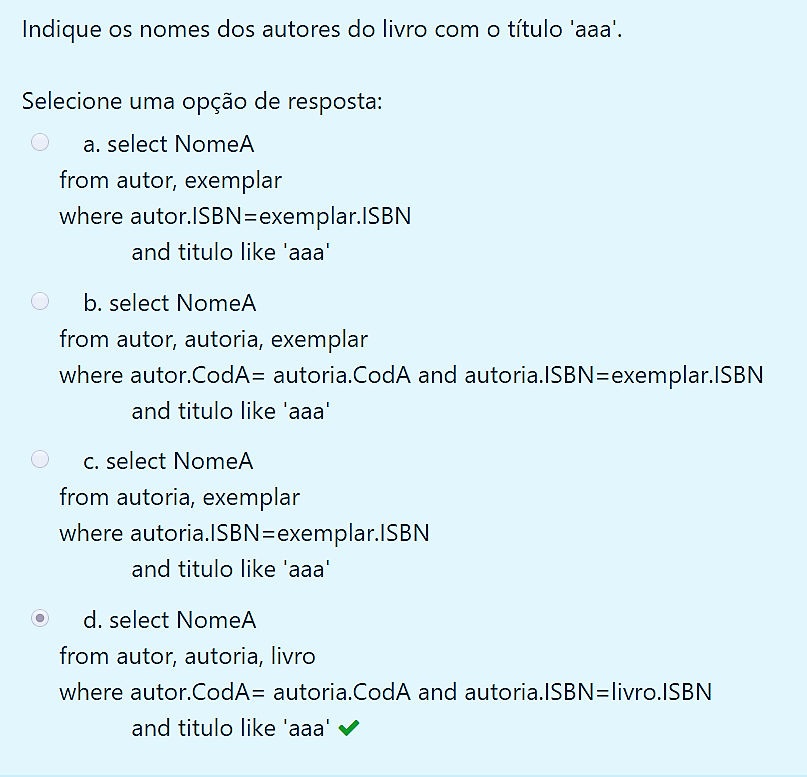 Indique os nomes dos autores do livro com o título 'aaa'.
Selecione uma opção de resposta:
a. select NomeA
from autor, exemplar
where autor.ISBN=exemplar.ISBN
and titulo like 'aaa'
b. select NomeA
from autor, autoria, exemplar
where autor.CodA= autoria.CodA and autoria.ISBN=exemplar.ISBN
and titulo like 'aaa'
c. select NomeA
from autoria, exemplar
where autoria.ISBN=exemplar.ISBN
and titulo like 'aaa'
d. select NomeA
from autor, autoria, livro
where autor.CodA= autoria.CodA and autoria.ISBN=livro.ISBN
and titulo like 'aaa'